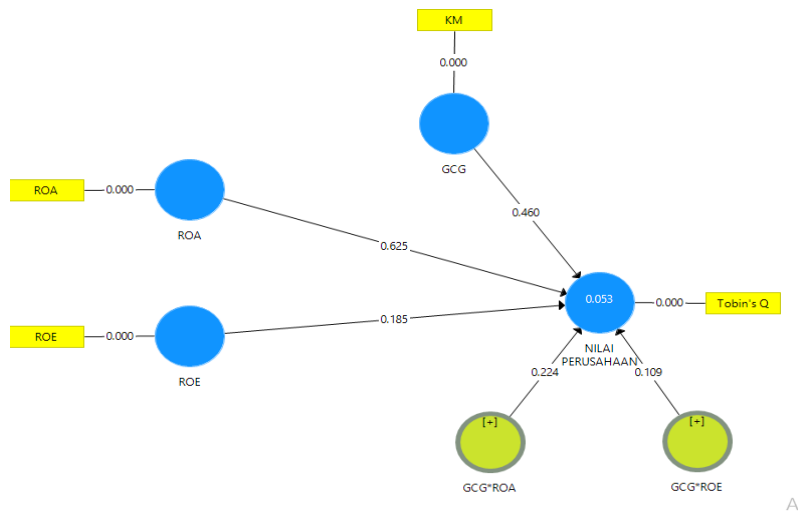 KM
0.000
GCG
ROA
0.000
ROA
0.460
0.625
0.053
0.000
Tobin's Q
ROE
0.000
0.185
ROE
NILAI
PERUSAHAAN
0.224
0.109
[+]
[+]
GCG*ROA
GCG*ROE
A